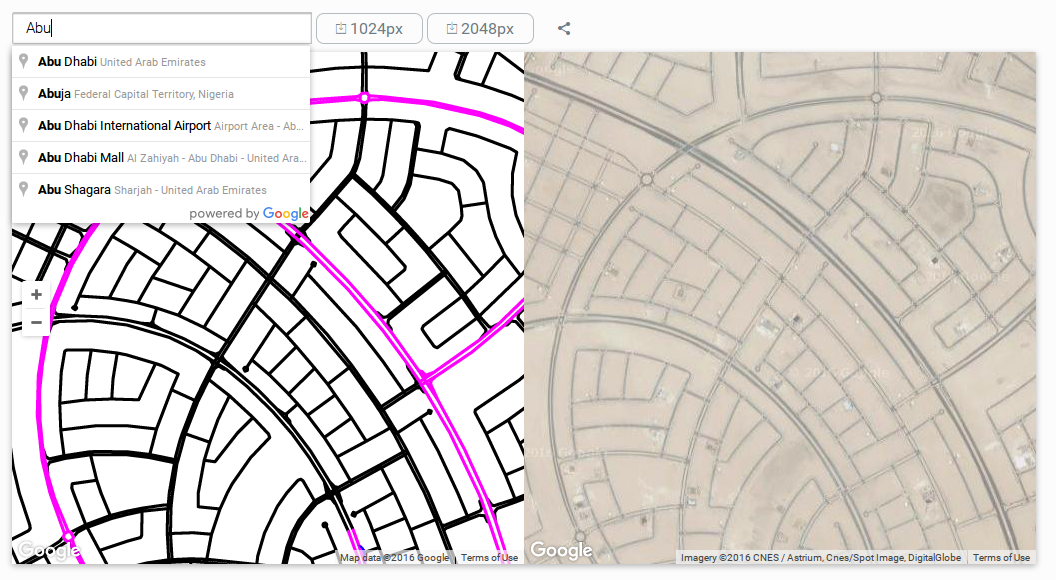 Abu
1024px
2048px
Abu Dhabi United Arab Emirates
Abuja Federal Capital Territory, Nigeria
Abu Dhabi International Airport Airport Area - Ab...
Abu Dhabi Mall Al Zahiyah - Abu Dhabi - United Ara...
Abu Shagara Sharjah - United Arab Emirates
powered by Google
+
−
Google
Map data ©2016 Google
Terms of Use
Google
Imagery ©2016 CNES / Astrium, Cnes/Spot Image, DigitalGlobe
Terms of Use